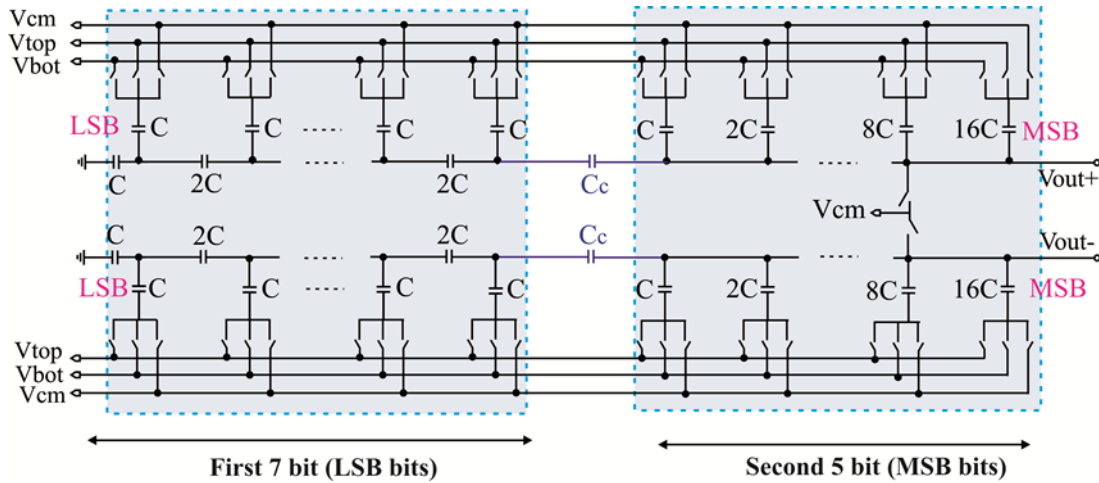 Vcm
Vtop
Vbot
LSB C C C C C 2C 8C 16C MSB
C 2C 2C Cc Vout+
Vcm
C 2C 2C Cc Vout-
LSB C C C C C 2C 8C 16C MSB
Vtop
Vbot
Vcm
First 7 bit (LSB bits) Second 5 bit (MSB bits)